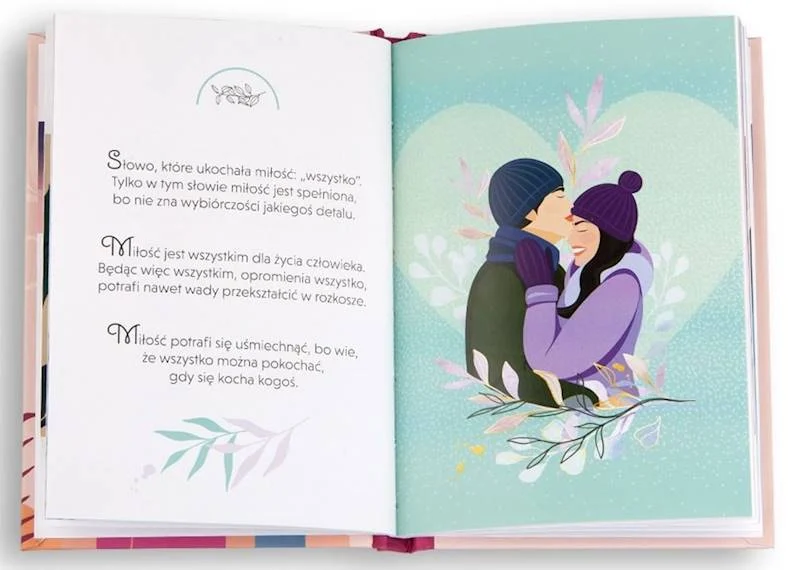 Słowo, które ukochała miłość: „wszystko”.
Tylko w tym słowie miłość jest spełniona,
bo nie zna wybiórczości jakiegoś detalu.
Miłość jest wszystkim dla życia człowieka.
Będąc więc wszystkim, opromienia wszystko,
potrafi nawet wady przekształcić w rozkosze.
Miłość potrafi się uśmiechnąć, bo wie,
że wszystko można pokochać,
gdy się kocha kogoś.